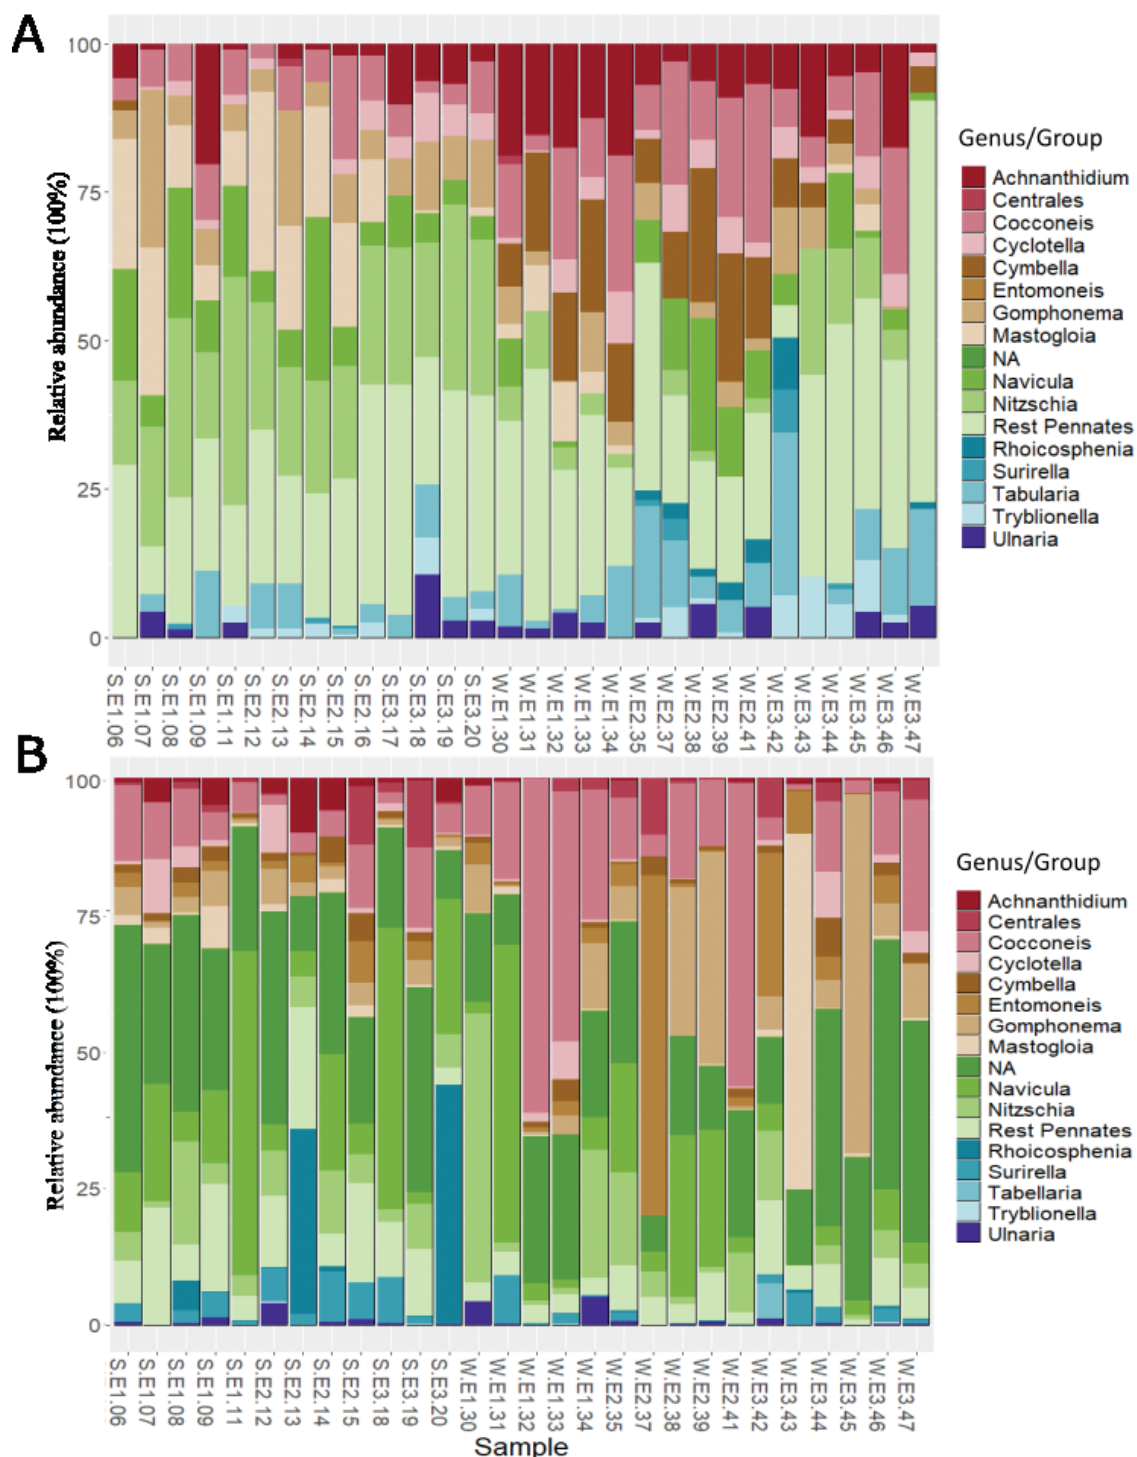 A
Relative abundance (100%)
100
75
50
25
0
S.E1.06
S.E1.07
S.E1.08
S.E1.09
S.E1.11
S.E2.12
S.E2.13
S.E2.14
S.E2.15
S.E2.16
S.E3.17
S.E3.18
S.E3.19
S.E3.20
W.E1.30
W.E1.31
W.E1.32
W.E1.33
W.E1.34
W.E2.35
W.E2.37
W.E2.38
W.E2.39
W.E2.41
W.E3.42
W.E3.43
W.E3.44
W.E3.45
W.E3.46
W.E3.47
Genus/Group
Achnanthidium
Centrales
Cocconeis
Cyclotella
Cymbella
Entomoneis
Gomphonema
Mastogloia
NA
Navicula
Nitzschia
Rest Pennates
Rhoicosphenia
Surirella
Tabularia
Tryblionella
Ulnaria
B
Relative abundance (100%)
100
75
50
25
0
S.E1.06
S.E1.07
S.E1.08
S.E1.09
S.E1.11
S.E2.12
S.E2.13
S.E2.14
S.E2.15
S.E3.18
S.E3.19
S.E3.20
W.E1.30
W.E1.31
W.E1.32
W.E1.33
W.E1.34
W.E2.35
W.E2.37
W.E2.38
W.E2.39
W.E2.41
W.E3.42
W.E3.43
W.E3.44
W.E3.45
W.E3.46
W.E3.47
Sample
Genus/Group
Achnanthidium
Centrales
Cocconeis
Cyclotella
Cymbella
Entomoneis
Gomphonema
Mastogloia
NA
Navicula
Nitzschia
Rest Pennates
Rhoicosphenia
Surirella
Tabellaria
Tryblionella
Ulnaria